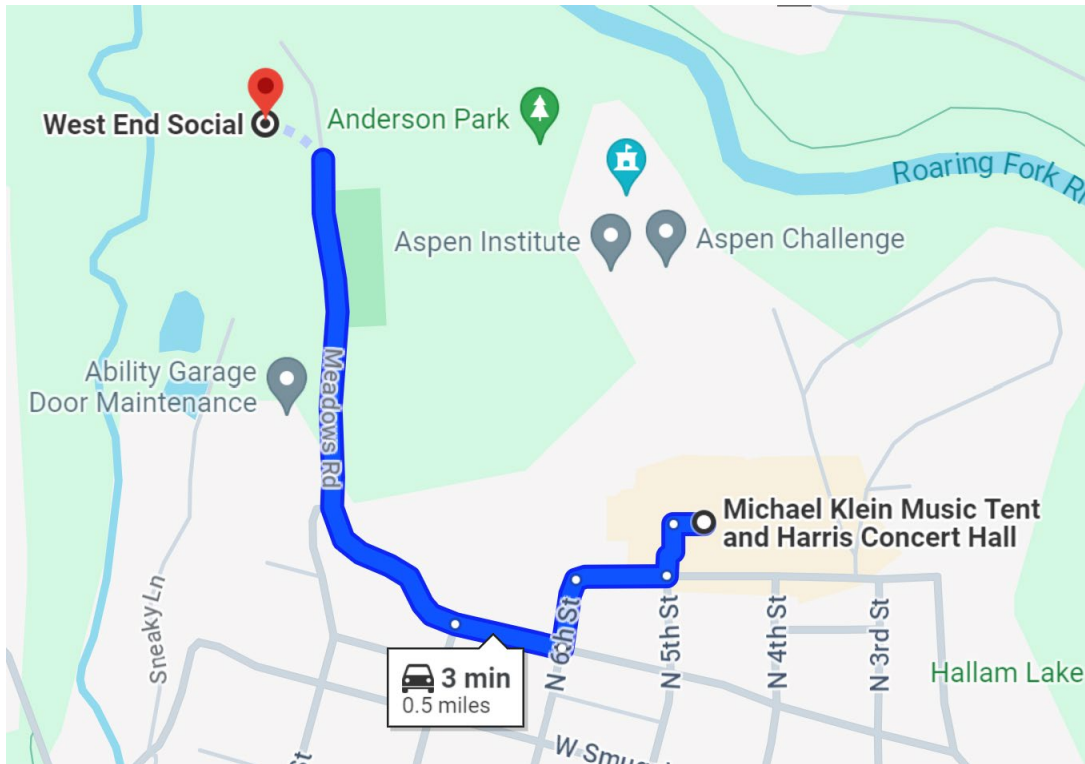 West End Social
Anderson Park
Roaring Fork Ri
Aspen Institute
Aspen Challenge
Ability Garage
Door Maintenance
Meadows Rd
Michael Klein Music Tent
and Harris Concert Hall
Sneaky Ln
N 6th St
N 5th St
N 4th St
N 3rd St
3 min
0.5 miles
Hallam Lake
St
W Smug